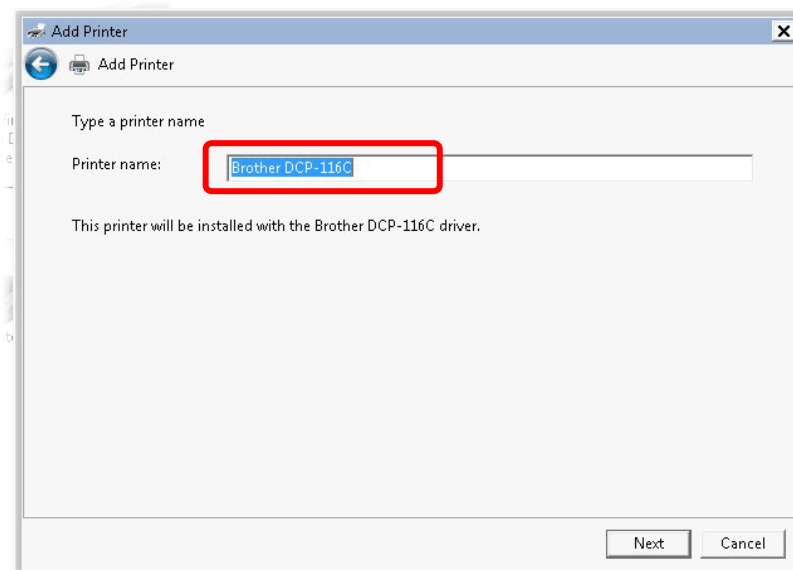 Add Printer
Add Printer
Type a printer name
Printer name: Brother DCP-116C
This printer will be installed with the Brother DCP-116C driver.
Next Cancel